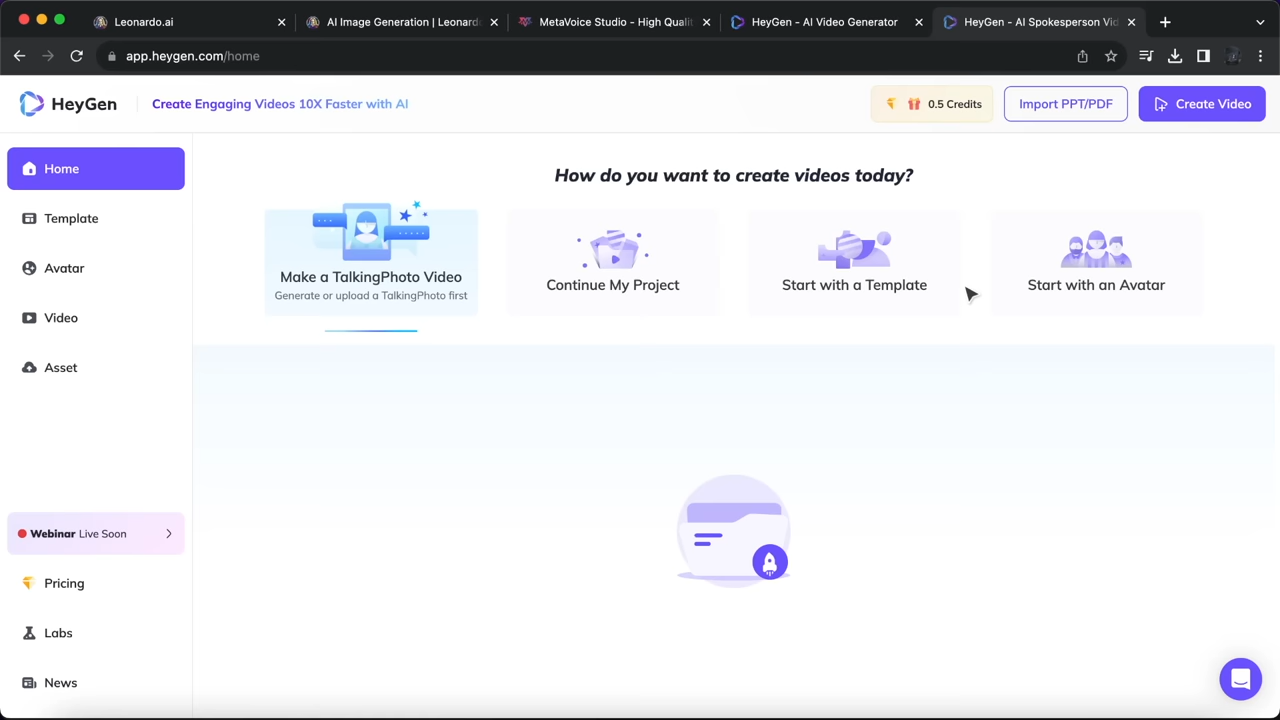 Leonardo.ai
AI Image Generation | Leonardo
MetaVoice Studio - High Quali
HeyGen - AI Video Generator
HeyGen - AI Spokesperson Vid
app.heygen.com/home
HeyGen
Create Engaging Videos 10X Faster with AI
0.5 Credits
Import PPT/PDF
Create Video
Home
Template
Avatar
Video
Asset
Webinar Live Soon
Pricing
Labs
News
How do you want to create videos today?
Make a TalkingPhoto Video
Generate or upload a TalkingPhoto first
Continue My Project
Start with a Template
Start with an Avatar